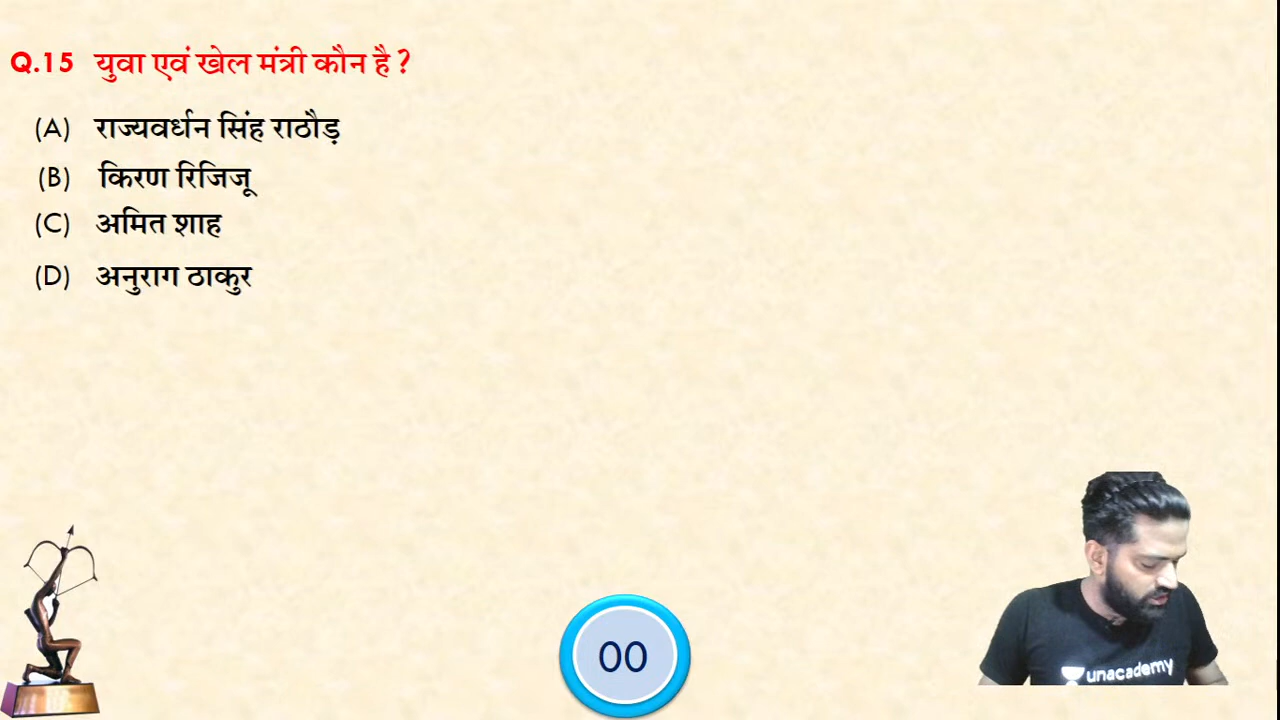 Q.15 युवा एवं खेल मंत्री कौन है ?
(A) राज्यवर्धन सिंह राठौड़
(B) किरण रिजिजू
(C) अमित शाह
(D) अनुराग ठाकुर
00
unacademy